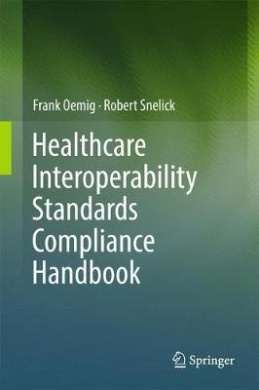 Frank Oemig · Robert Snelick
Healthcare
Interoperability
Standards
Compliance
Handbook
Springer